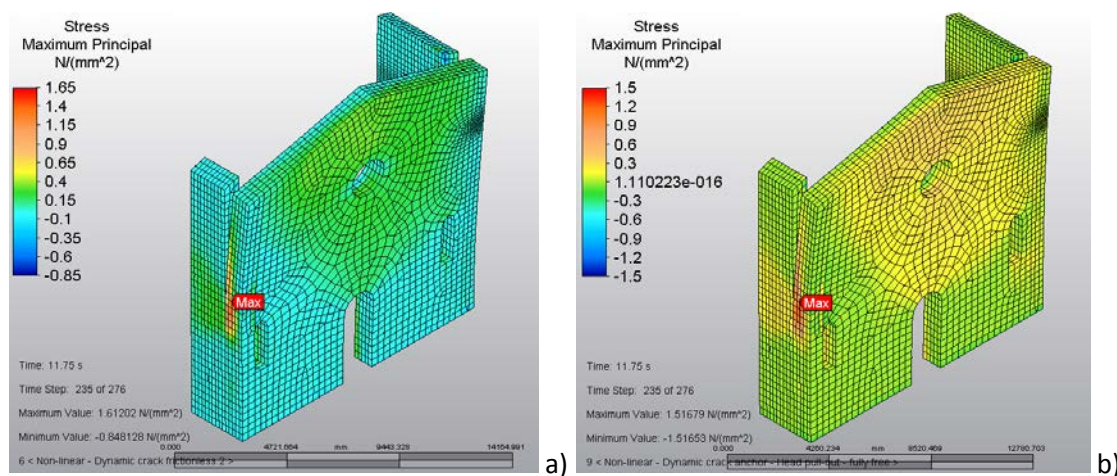 Stress
Maximum Principal
N/(mm^2)
1.65
1.4
1.15
0.9
0.65
0.4
0.15
-0.1
-0.35
-0.6
-0.85
Max
Time: 11.75 s
Time Step: 235 of 276
Maximum Value: 1.61202 N/(mm^2)
Minimum Value: -0.848128 N/(mm^2)
0.000 4721.664 mm 9443.328 14164.991
6 < Non-linear - Dynamic crack frictionless 2 >
a)
Stress
Maximum Principal
N/(mm^2)
1.5
1.2
0.9
0.6
0.3
1.110223e-016
-0.3
-0.6
-0.9
-1.2
-1.5
Max
Time: 11.75 s
Time Step: 235 of 276
Maximum Value: 1.51679 N/(mm^2)
Minimum Value: -1.51653 N/(mm^2)
0.000 4260.234 mm 8520.469 12780.703
9 < Non-linear - Dynamic crack anchor - Head pull-out - fully free >
b)